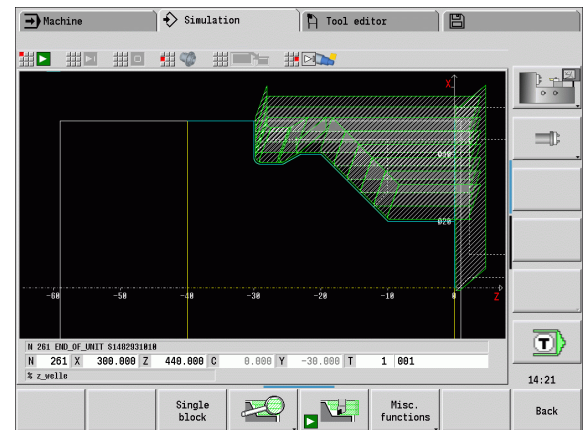 Machine Simulation Tool editor
X
Ø20
-60 -50 -40 -30 -20 -10 0 Z
N 261 END_OF_UNIT S1482931010
N 261 X 300.000 Z 440.000 C 0.000 Y -30.000 T 1 001
% z_welle
T
14:21
Single block
Misc. functions
Back